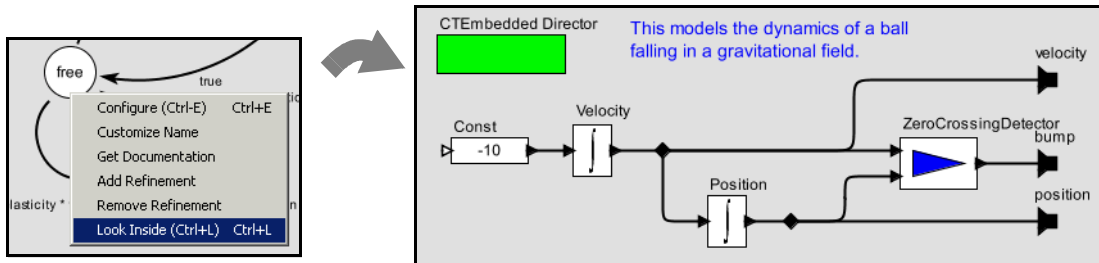 free
true
Configure (Ctrl-E) Ctrl+E
Customize Name
Get Documentation
Add Refinement
Remove Refinement
lasticity *
n
Look Inside (Ctrl+L) Ctrl+L
CTEmbedded Director
This models the dynamics of a ball
falling in a gravitational field.
velocity
Const
-10
Velocity
ZeroCrossingDetector
bump
Position
position